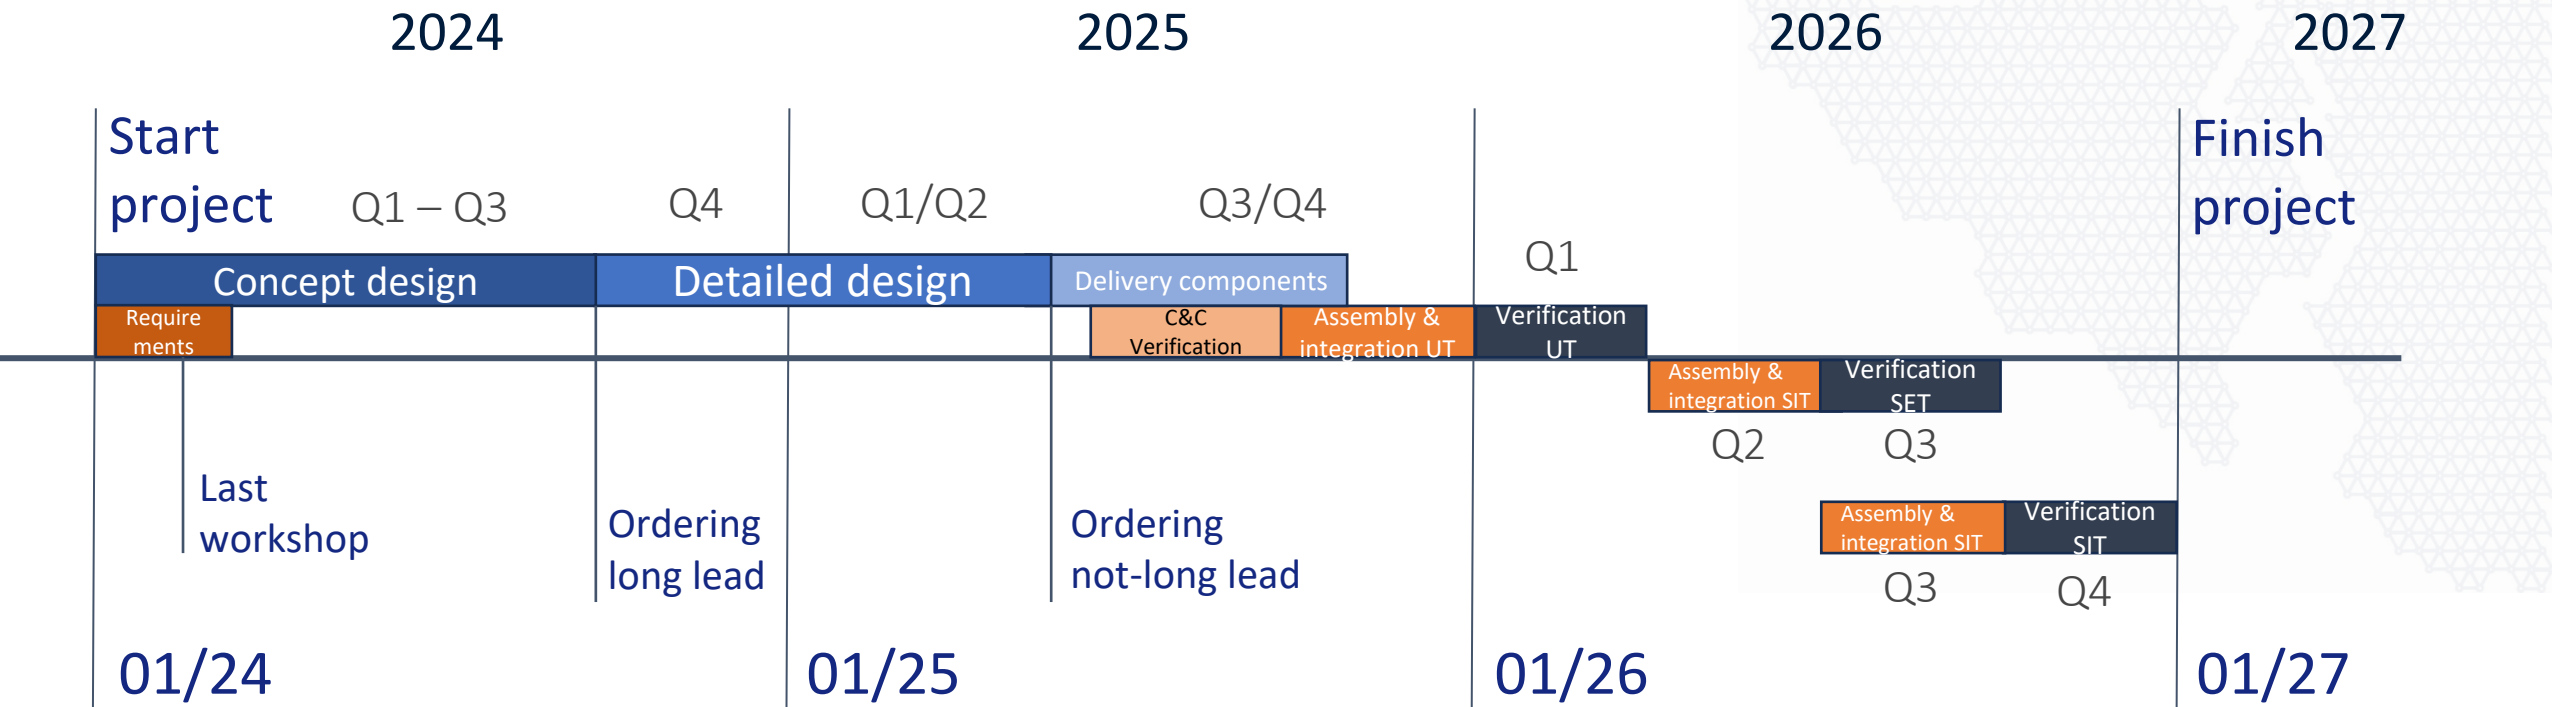 2024
2025
2026
2027
Start
project
Finish
project
Q1 – Q3
Q4
Q1/Q2
Q3/Q4
Q1
Concept design
Detailed design
Delivery components
Require
ments
C&C
Verification
Assembly &
integration UT
Verification
UT
Assembly &
integration SIT
Verification
SET
Q2
Q3
Last
workshop
Ordering
long lead
Ordering
not-long lead
Assembly &
integration SIT
Verification
SIT
Q3
Q4
01/24
01/25
01/26
01/27